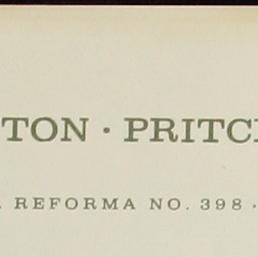 TON · PRITC
. REFORMA NO. 398 ·